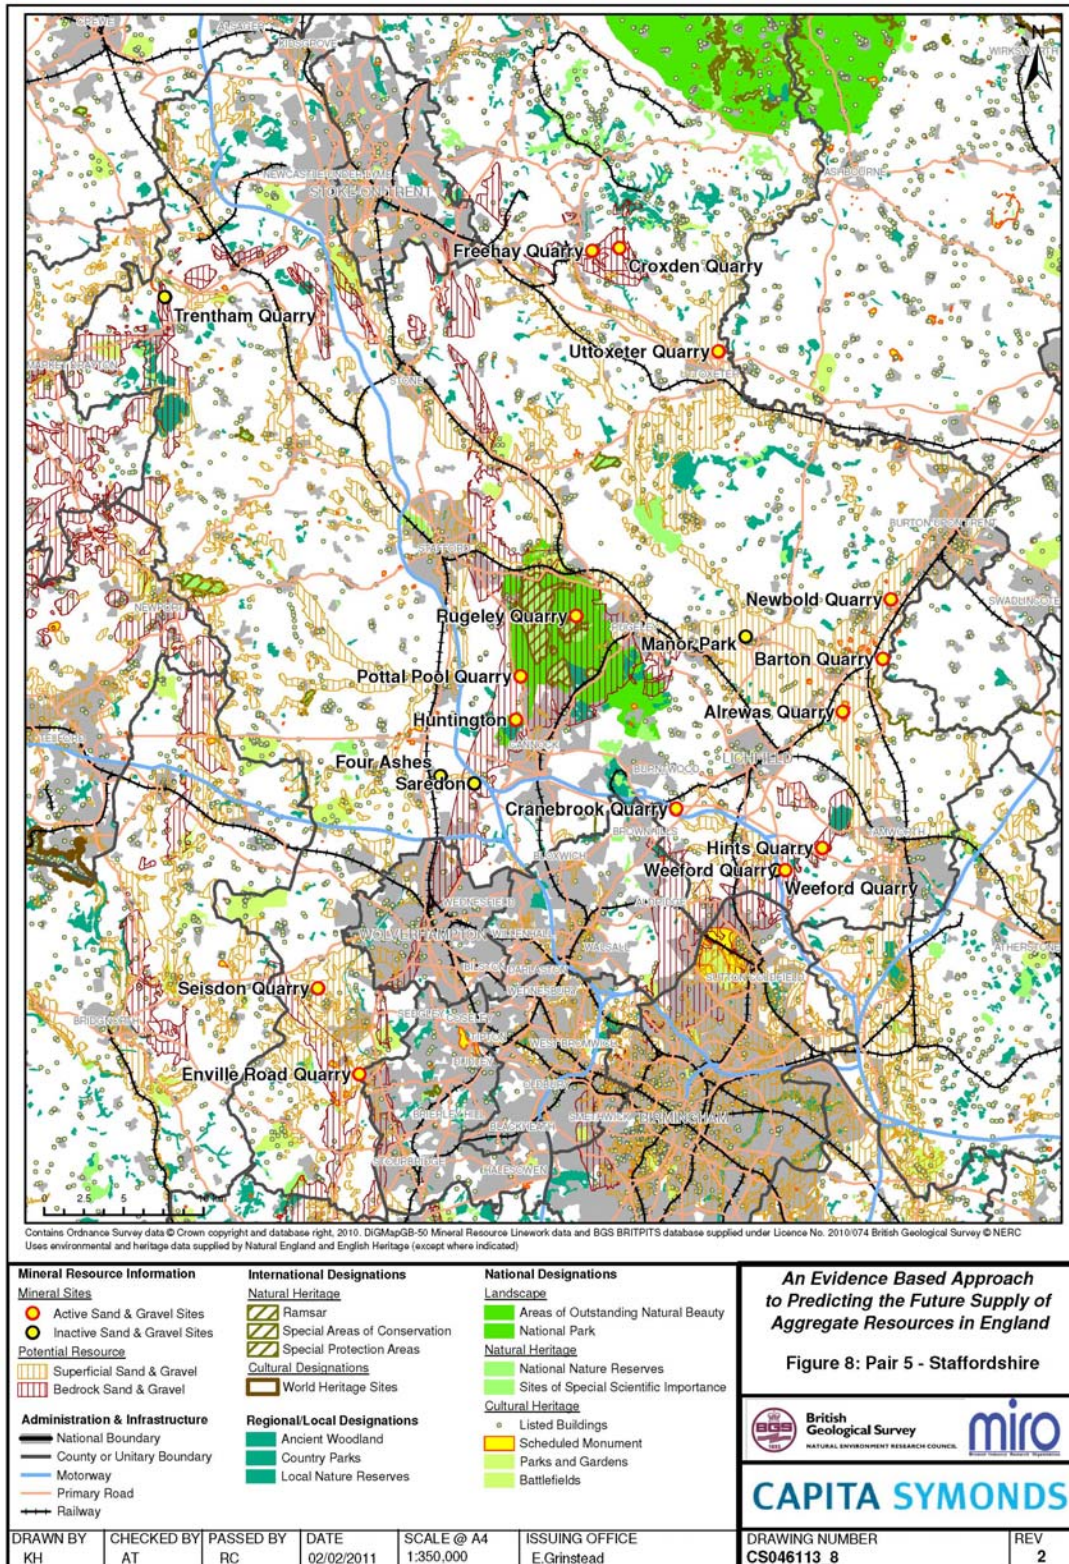 CREWE
ALSAGER
KIDSGROVE
N
WIRKSWORTH
NEWCASTLE-UNDER-LYME
STOKE-ON-TRENT
ASHBOURNE
Freehay Quarry
Croxden Quarry
Trentham Quarry
Uttoxeter Quarry
UTTOXETER
MARKET DRAYTON
STONE
BURTON UPON TRENT
STAFFORD
NEWPORT
Newbold Quarry
SWADLINCOTE
Rugeley Quarry
RUGELEY
Manor Park
Barton Quarry
Pottal Pool Quarry
Alrewas Quarry
Huntington
TELFORD
CANNOCK
LICHFIELD
Four Ashes
BURNTWOOD
Saredon
Cranebrook Quarry
BROWNHILLS
TAMWORTH
Hints Quarry
BLOXWICH
Weeford Quarry
Weeford Quarry
WEDNESFIELD
ALDRIDGE
WOLVERHAMPTON
WILLENHALL
WALSALL
ATHERSTONE
BILSTON
DARLASTON
SUTTON COLDFIELD
Seisdon Quarry
WEDNESBURY
BRIDGNORTH
SEDGLEY
COSELEY
TIPTON
WEST BROMWICH
DUDLEY
Enville Road Quarry
OLDBURY
BRIERLEY HILL
SMETHWICK
BIRMINGHAM
BLACKHEATH
STOURBRIDGE
HALESOWEN
0 2.5 5 10 km
Contains Ordnance Survey data © Crown copyright and database right, 2010. DiGMapGB-50 Mineral Resource Linework data and BGS BRITPITS database supplied under Licence No. 2010/074 British Geological Survey © NERC
Uses environmental and heritage data supplied by Natural England and English Heritage (except where indicated)
Mineral Resource Information
Mineral Sites
Active Sand & Gravel Sites
Inactive Sand & Gravel Sites
Potential Resource
Superficial Sand & Gravel
Bedrock Sand & Gravel
Administration & Infrastructure
National Boundary
County or Unitary Boundary
Motorway
Primary Road
Railway
International Designations
Natural Heritage
Ramsar
Special Areas of Conservation
Special Protection Areas
Cultural Designations
World Heritage Sites
Regional/Local Designations
Ancient Woodland
Country Parks
Local Nature Reserves
National Designations
Landscape
Areas of Outstanding Natural Beauty
National Park
Natural Heritage
National Nature Reserves
Sites of Special Scientific Importance
Cultural Heritage
Listed Buildings
Scheduled Monument
Parks and Gardens
Battlefields
An Evidence Based Approach
to Predicting the Future Supply of
Aggregate Resources in England
Figure 8: Pair 5 - Staffordshire
BGS
British
Geological Survey
NATURAL ENVIRONMENT RESEARCH COUNCIL
miro
CAPITA SYMONDS
DRAWN BY
KH
CHECKED BY
AT
PASSED BY
RC
DATE
02/02/2011
SCALE @ A4
1:350,000
ISSUING OFFICE
E.Grinstead
DRAWING NUMBER
CS046113_8
REV
2